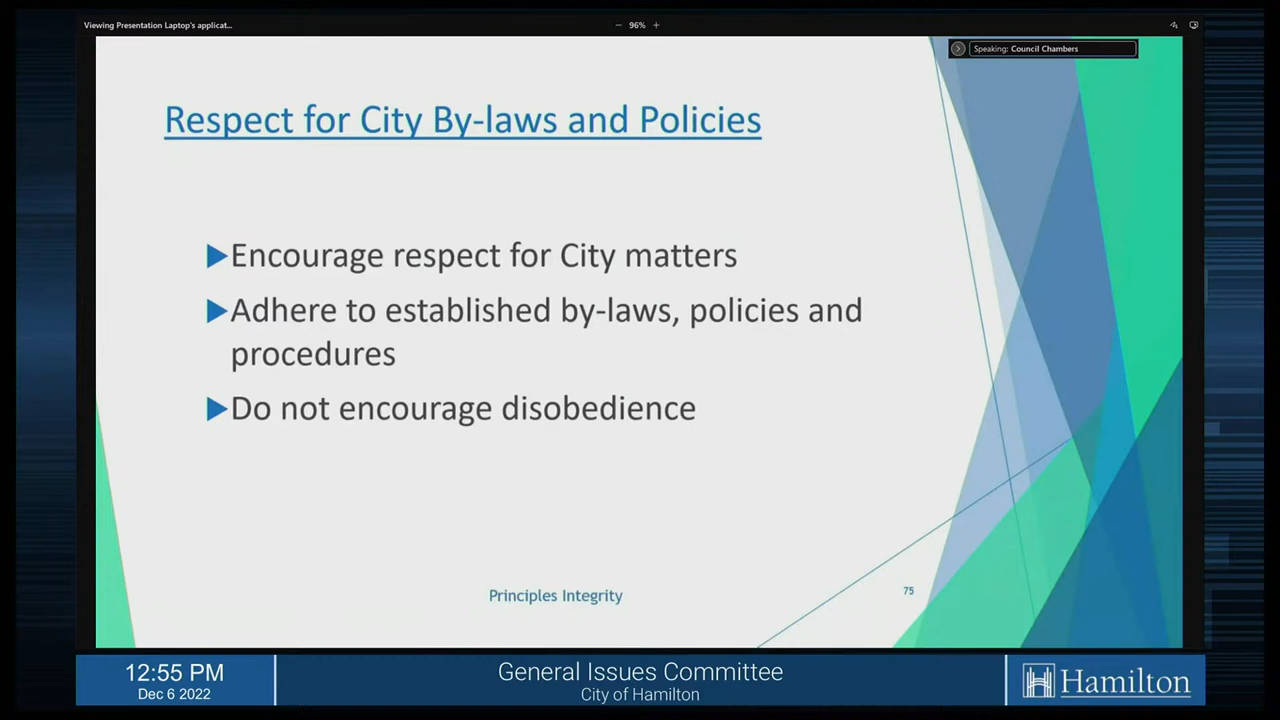 Viewing Presentation Laptop's applicat...
− 96% +
Speaking: Council Chambers
Respect for City By-laws and Policies
Encourage respect for City matters
Adhere to established by-laws, policies and
procedures
Do not encourage disobedience
Principles Integrity
75
12:55 PM
Dec 6 2022
General Issues Committee
City of Hamilton
Hamilton